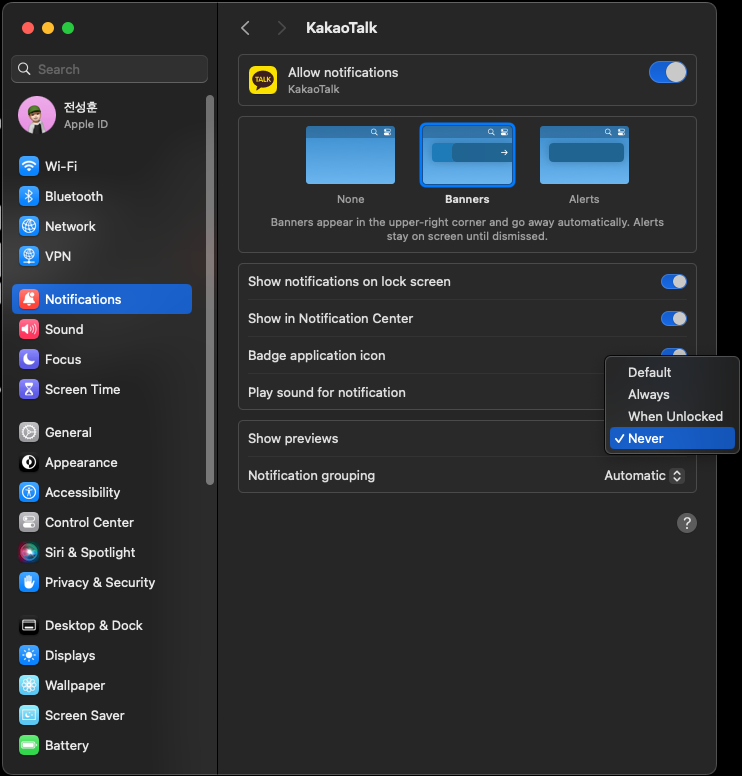 Search
전성훈
Apple ID
Wi-Fi
Bluetooth
Network
VPN
Notifications
Sound
Focus
Screen Time
General
Appearance
Accessibility
Control Center
Siri & Spotlight
Privacy & Security
Desktop & Dock
Displays
Wallpaper
Screen Saver
Battery
KakaoTalk
TALK
Allow notifications
KakaoTalk
None
Banners
Alerts
Banners appear in the upper-right corner and go away automatically. Alerts
stay on screen until dismissed.
Show notifications on lock screen
Show in Notification Center
Badge application icon
Play sound for notification
Show previews
Default
Always
When Unlocked
✓ Never
Notification grouping
Automatic
?